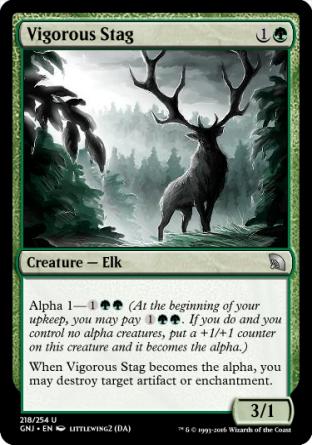 Vigorous Stag 1
Creature — Elk
Alpha 1—1 (At the beginning of your
upkeep, you may pay 1. If you do and you
control no alpha creatures, put a +1/+1 counter
on this creature and it becomes the alpha.)
When Vigorous Stag becomes the alpha, you
may destroy target artifact or enchantment.
3/1
218/254 U
GNJ • EN LITTLEWING2 (DA)
™ & © 1993-2016 Wizards of the Coast